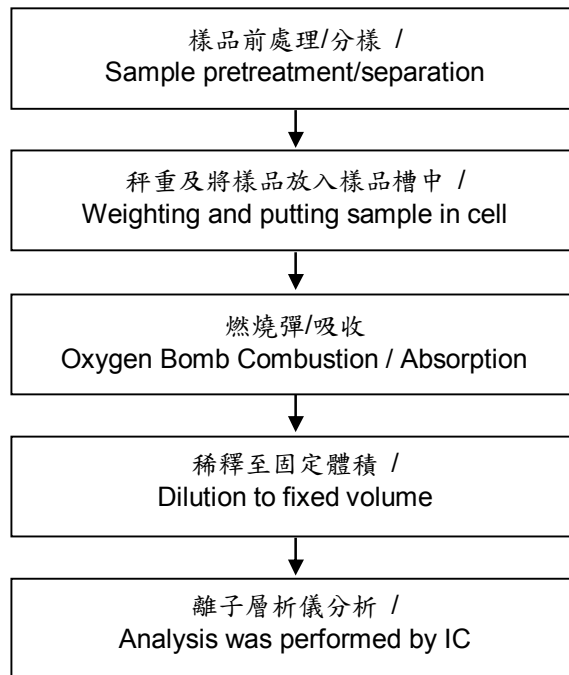 樣品前處理/分樣 /
Sample pretreatment/separation
秤重及將樣品放入樣品槽中 /
Weighting and putting sample in cell
燃燒彈/吸收
Oxygen Bomb Combustion / Absorption
稀釋至固定體積 /
Dilution to fixed volume
離子層析儀分析 /
Analysis was performed by IC